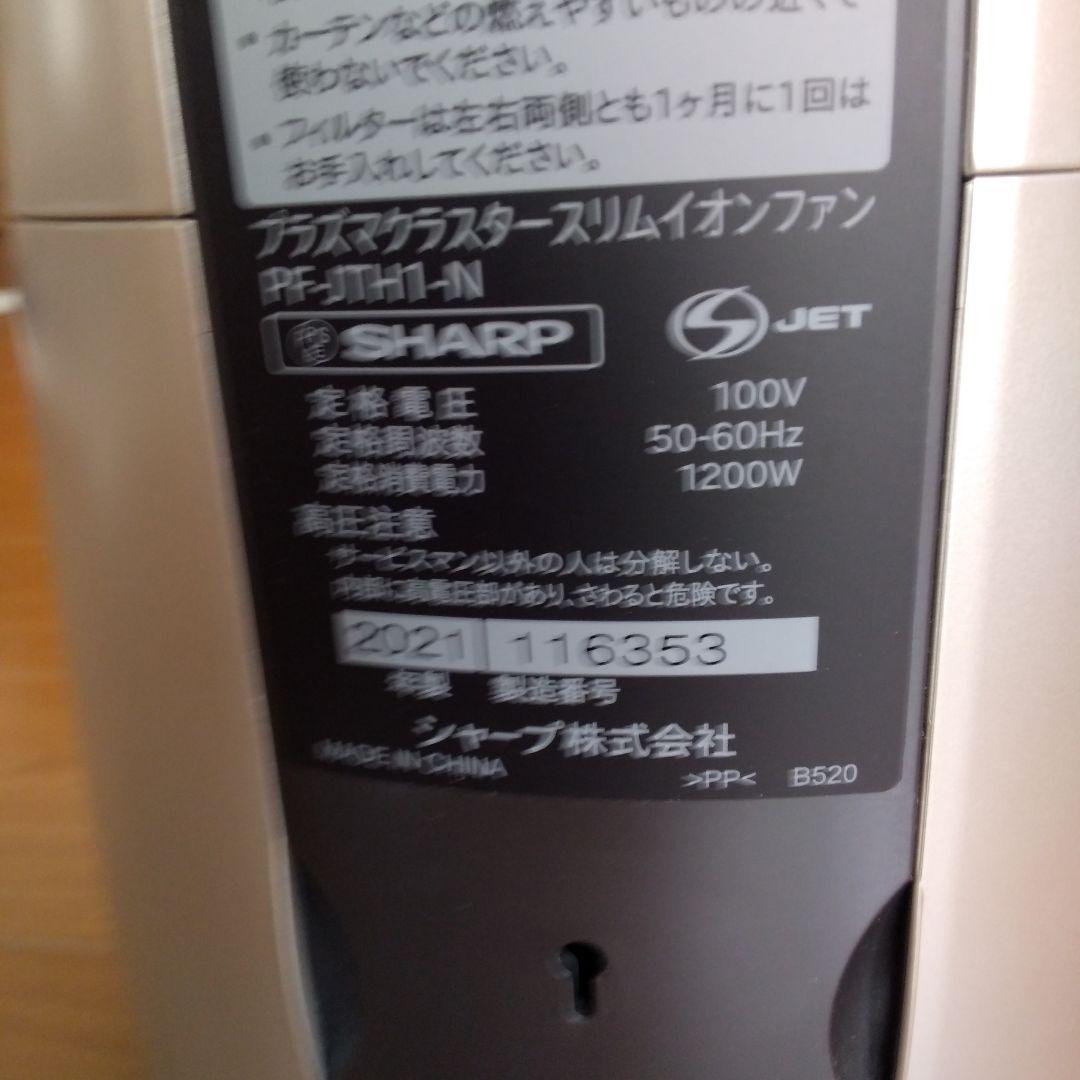 カーテンなどの燃えやすいものの近くで
使わないでください。
フィルターは左右両側とも1ヶ月に1回は
お手入れしてください。
プラズマクラスタースリムイオンファン
PF-JTH1-N
SHARP
JET
定格電圧 100V
定格周波数 50-60Hz
定格消費電力 1200W
高圧注意
サービスマン以外の人は分解しない。
内部に高電圧部があり、さわると危険です。
2021 116353
年製 製造番号
シャープ株式会社
MADE IN CHINA
>PP< B520